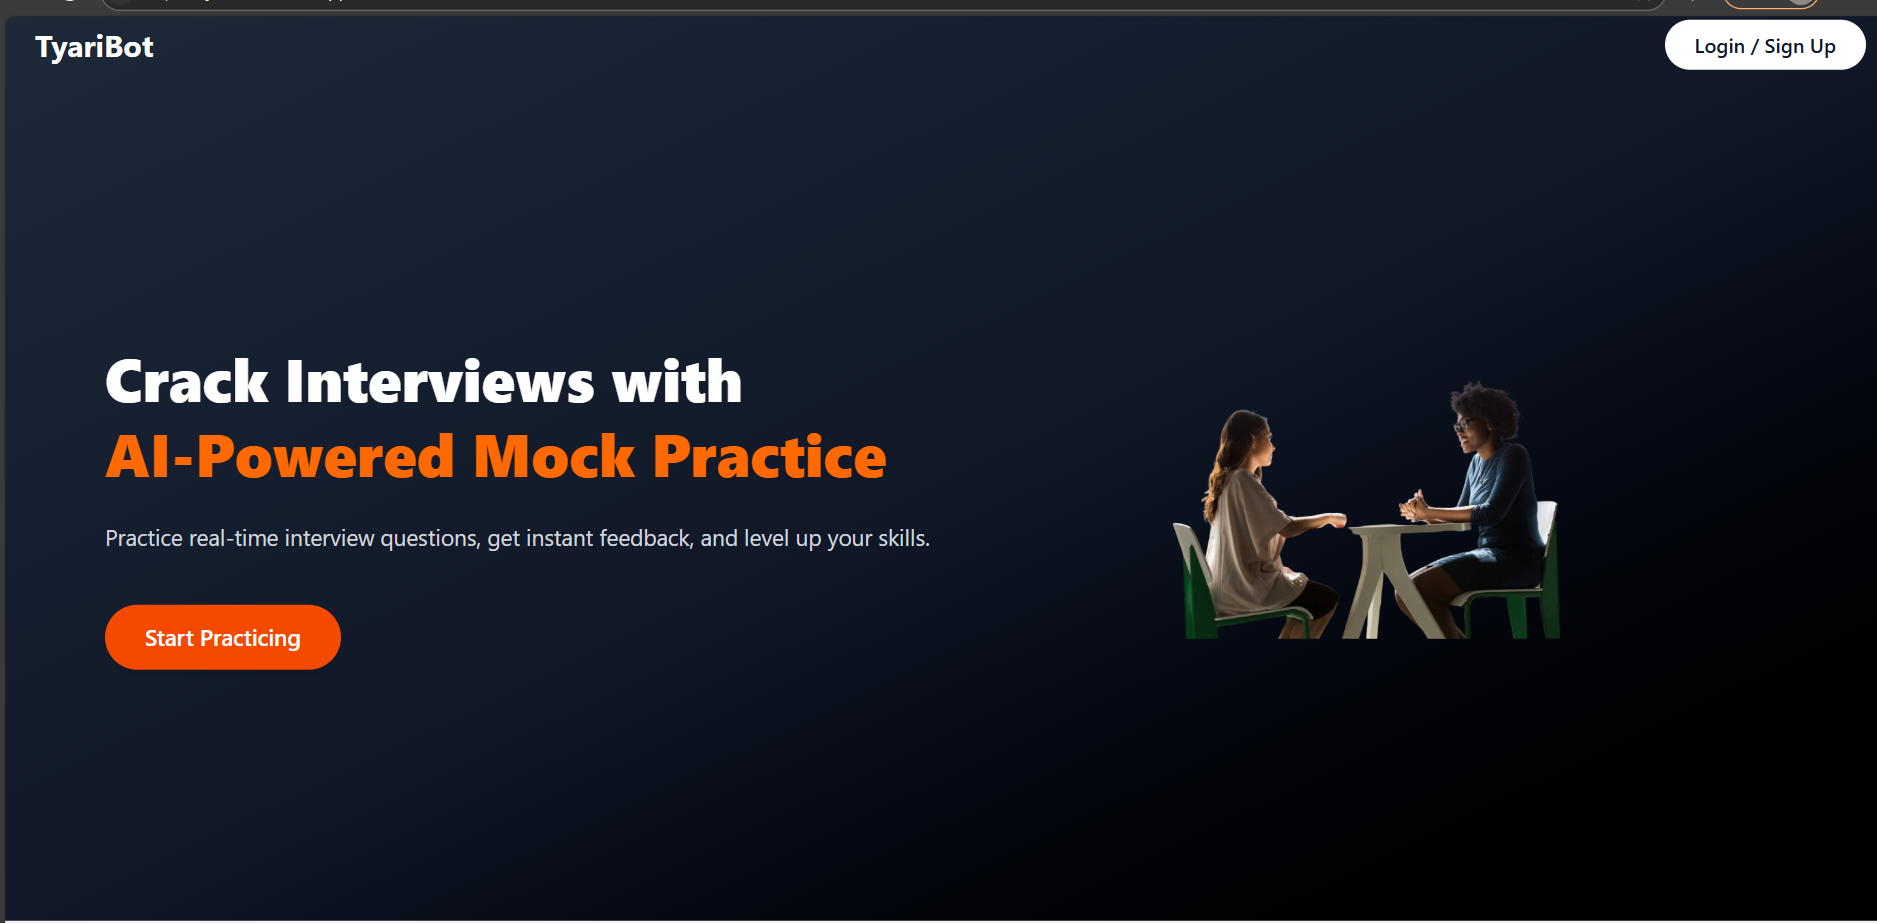 TyariBot
Login / Sign Up
Crack Interviews with
AI-Powered Mock Practice
Practice real-time interview questions, get instant feedback, and level up your skills.
Start Practicing